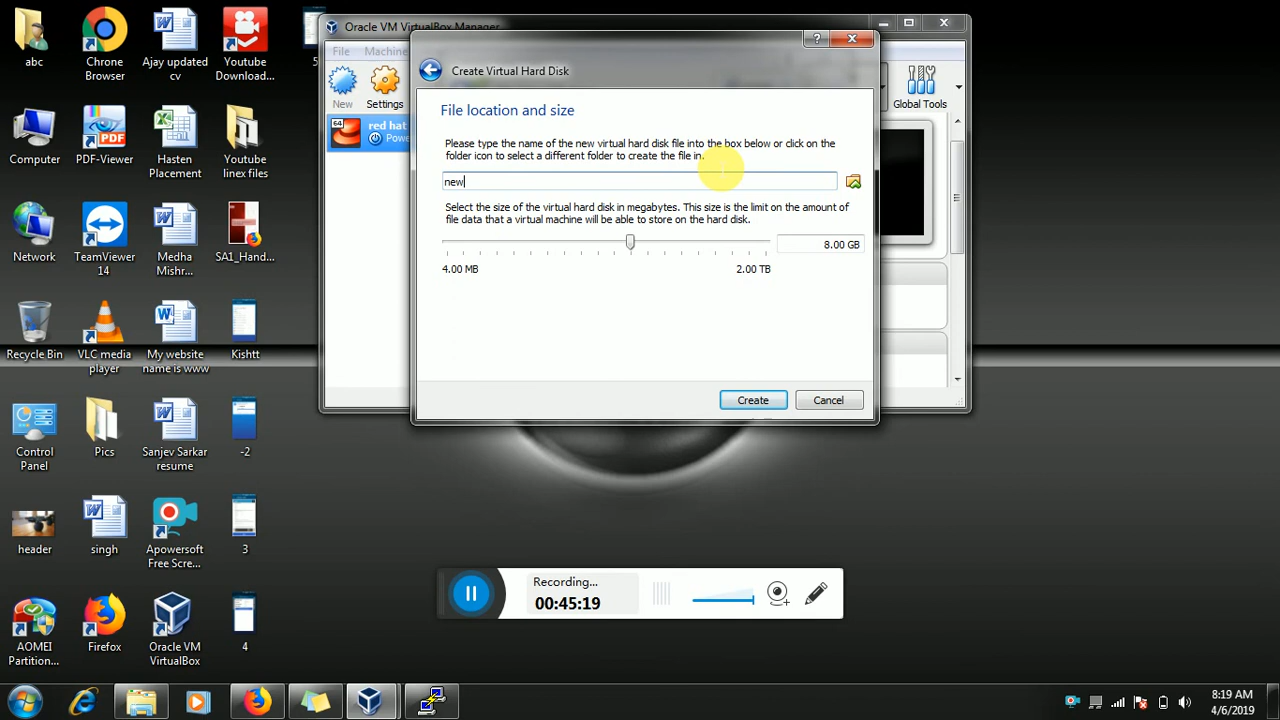 abc
Chrome
Browser
Ajay updated
cv
Youtube
Download...
5
Computer
PDF-Viewer
Hasten
Placement
Youtube
linex files
Network
TeamViewer
14
Medha
Mishr...
SA1_Hand...
Recycle Bin
VLC media
player
My website
name is www
Kishtt
Control
Panel
Pics
Sanjev Sarkar
resume
-2
header
singh
Apowersoft
Free Scre...
3
AOMEI
Partition...
Firefox
Oracle VM
VirtualBox
4
Oracle VM VirtualBox Manager
File
Machine
New
Settings
Global Tools
64
red hat
Powe
Create Virtual Hard Disk
File location and size
Please type the name of the new virtual hard disk file into the box below or click on the
folder icon to select a different folder to create the file in.
new
Select the size of the virtual hard disk in megabytes. This size is the limit on the amount of
file data that a virtual machine will be able to store on the hard disk.
8.00 GB
4.00 MB
2.00 TB
Create
Cancel
Recording...
00:45:19
8:19 AM
4/6/2019